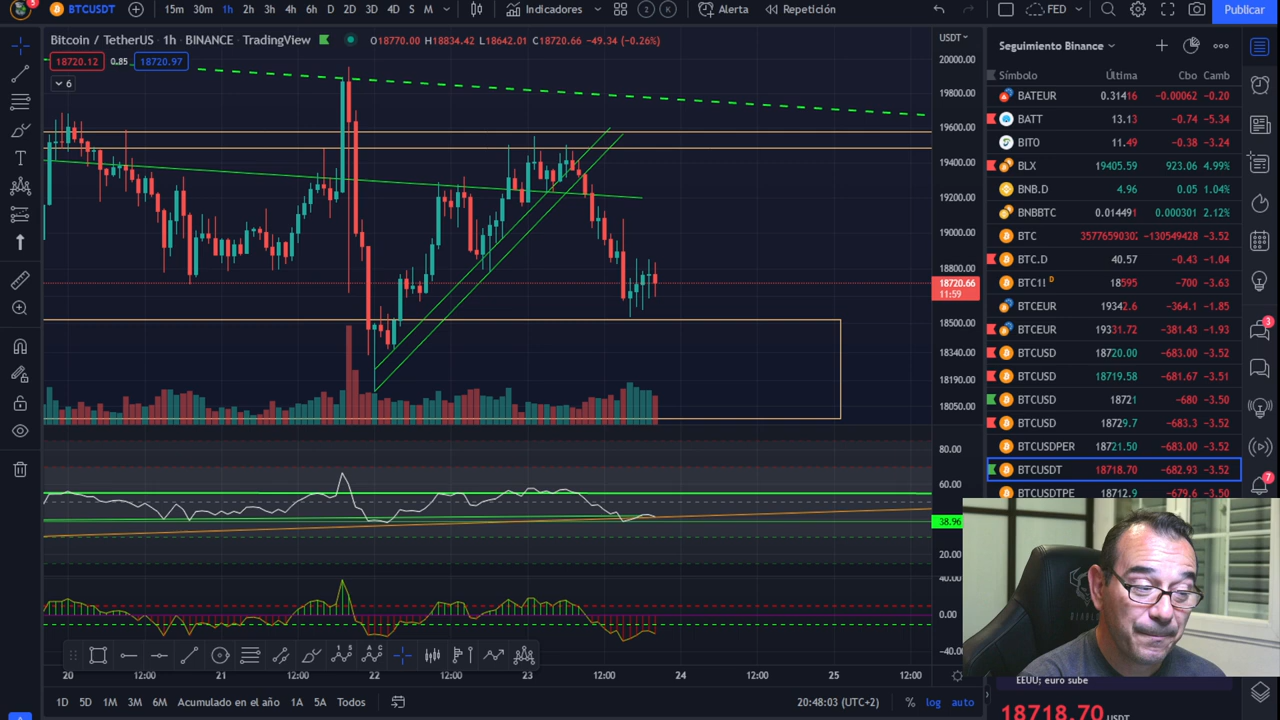 5
BTCUSDT
15m 30m 1h 2h 3h 4h 6h D 2D 3D 4D S M
Indicadores
2
K
Alerta
Repetición
FED
Publicar
Bitcoin / TetherUS · 1h · BINANCE · TradingView
O18770.00 H18834.42 L18642.01 C18720.66 −49.34 (−0.26%)
18720.12 0.85 18720.97
6
USDT
20000.00
19800.00
19600.00
19400.00
19200.00
19000.00
18800.00
18720.66
11:59
18500.00
18340.00
18190.00
18050.00
80.00
60.00
38.96
20.00
40.00
0.00
−40.00
20 12:00 21 12:00 22 12:00 23 12:00 24 12:00 25 12:00
1D 5D 1M 3M 6M Acumulado en el año 1A 5A Todos
20:48:03 (UTC+2) % log auto
Seguimiento Binance
Símbolo Última Cbo Camb
BATEUR 0.31416 −0.00062 −0.20
BATT 13.13 −0.74 −5.34
BITO 11.49 −0.38 −3.24
BLX 19405.59 923.06 4.99%
BNB.D 4.96 0.05 1.04%
BNBBTC 0.014491 0.000301 2.12%
BTC −130549428 −3.52
BTC.D 40.57 −0.43 −1.04
BTC1! D 18595 −700 −3.63
BTCEUR 19342.6 −364.1 −1.85
BTCEUR 19331.72 −381.43 −1.93
BTCUSD 18720.00 −683.00 −3.52
BTCUSD 18719.58 −681.67 −3.51
BTCUSD 18721 −680 −3.50
BTCUSD 18729.7 −683.3 −3.52
BTCUSDPER 18721.50 −683.00 −3.52
BTCUSDT 18718.70 −682.93 −3.52
BTCUSDTPE 18712.9 −679.6 −3.50
3
7
EEUU; euro sube
18718.70 USDT